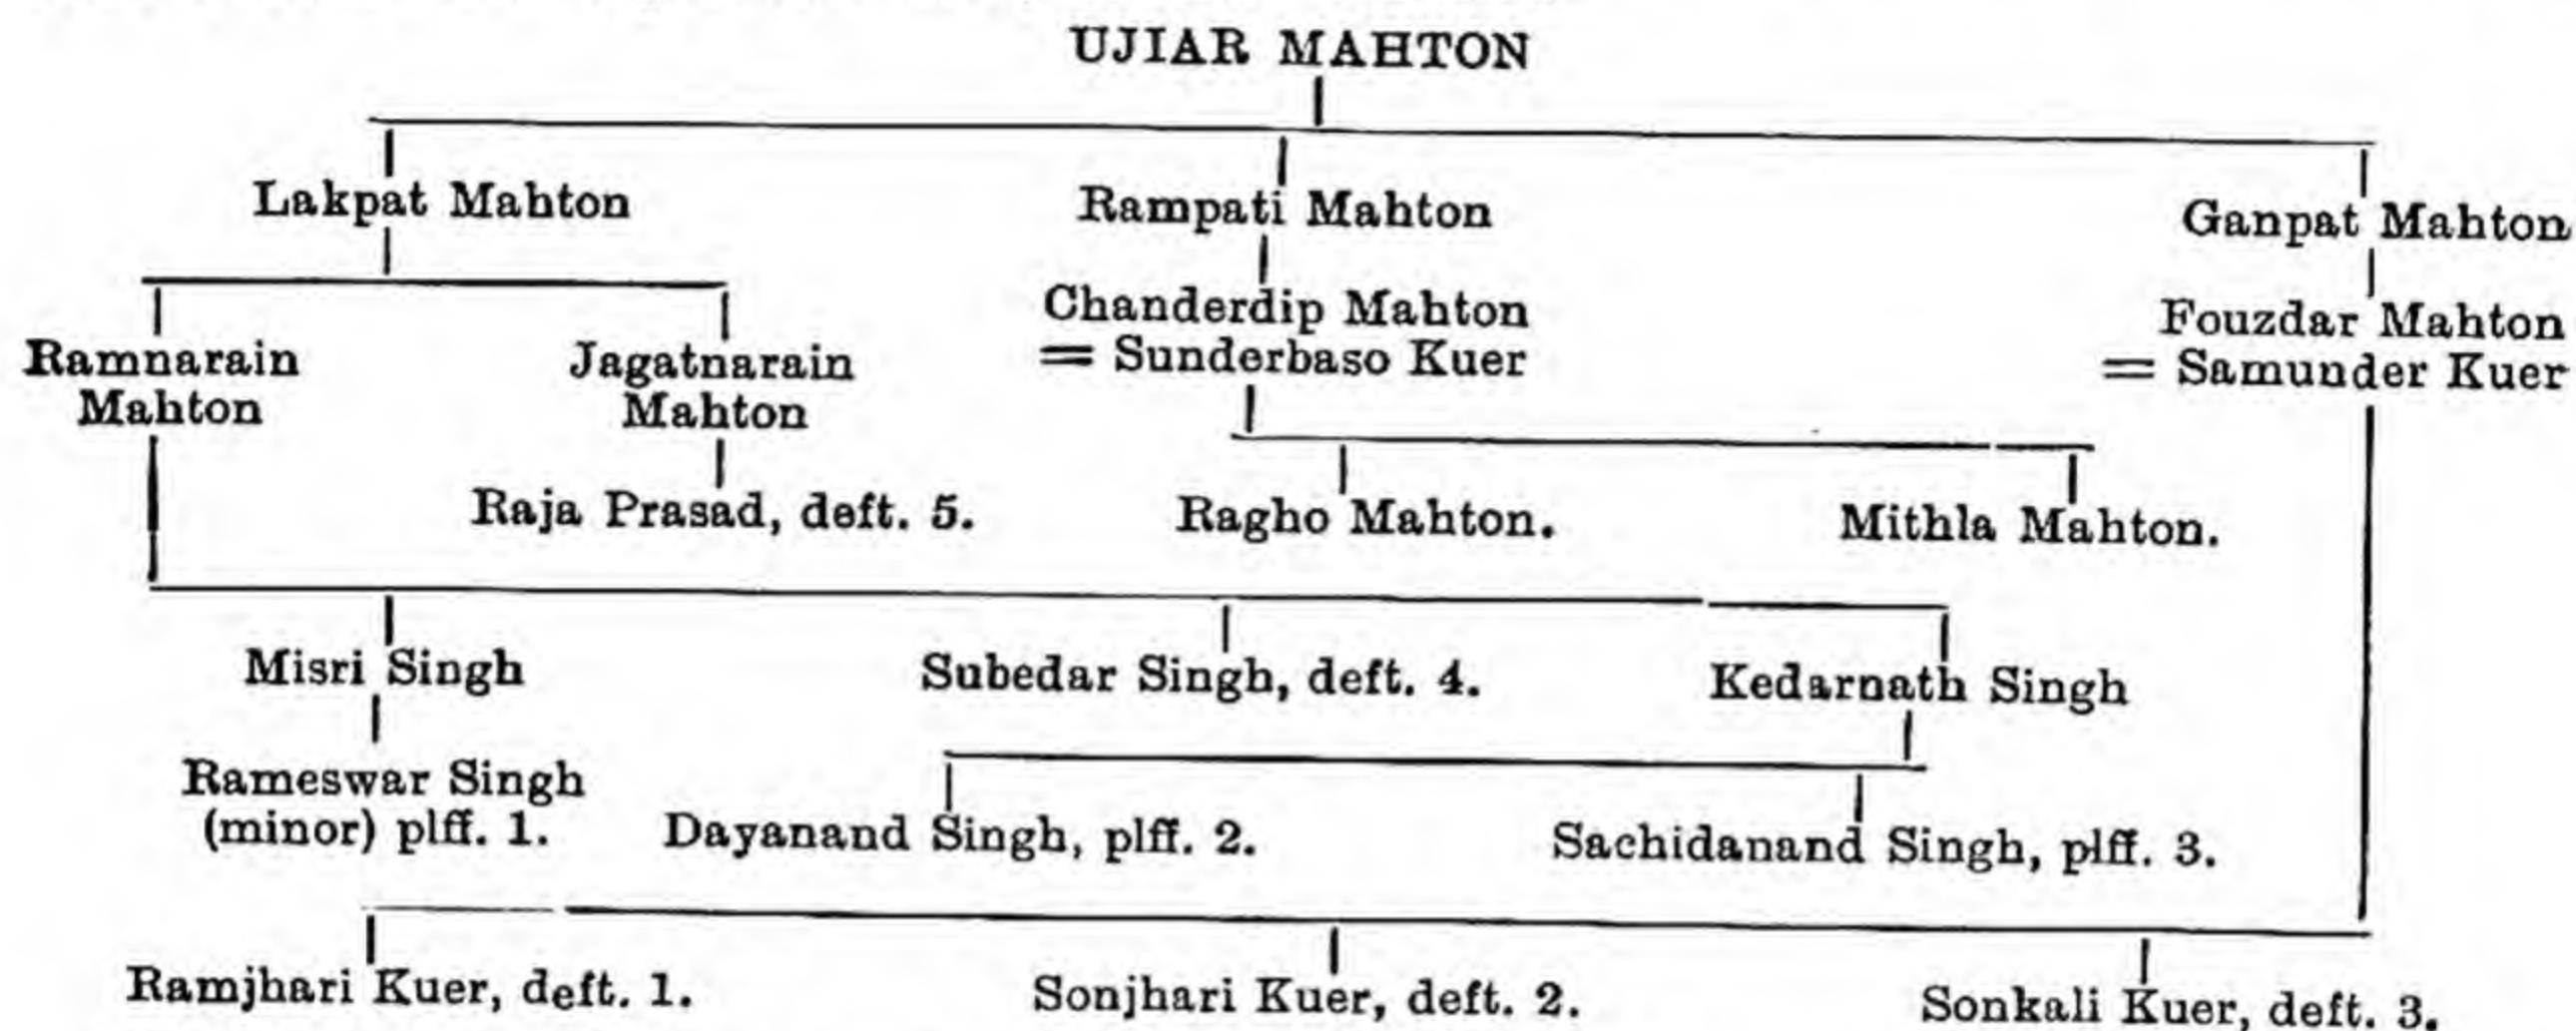 UJIAR MAHTON
Lakpat Mahton
Rampati Mahton
Ganpat Mahton
Ramnarain
Mahton
Jagatnarain
Mahton
Chanderdip Mahton
= Sunderbaso Kuer
Fouzdar Mahton
= Samunder Kuer
Raja Prasad, deft. 5.
Ragho Mahton.
Mithla Mahton.
Misri Singh
Subedar Singh, deft. 4.
Kedarnath Singh
Rameswar Singh
(minor) plff. 1.
Dayanand Singh, plff. 2.
Sachidanand Singh, plff. 3.
Ramjhari Kuer, deft. 1.
Sonjhari Kuer, deft. 2.
Sonkali Kuer, deft. 3.